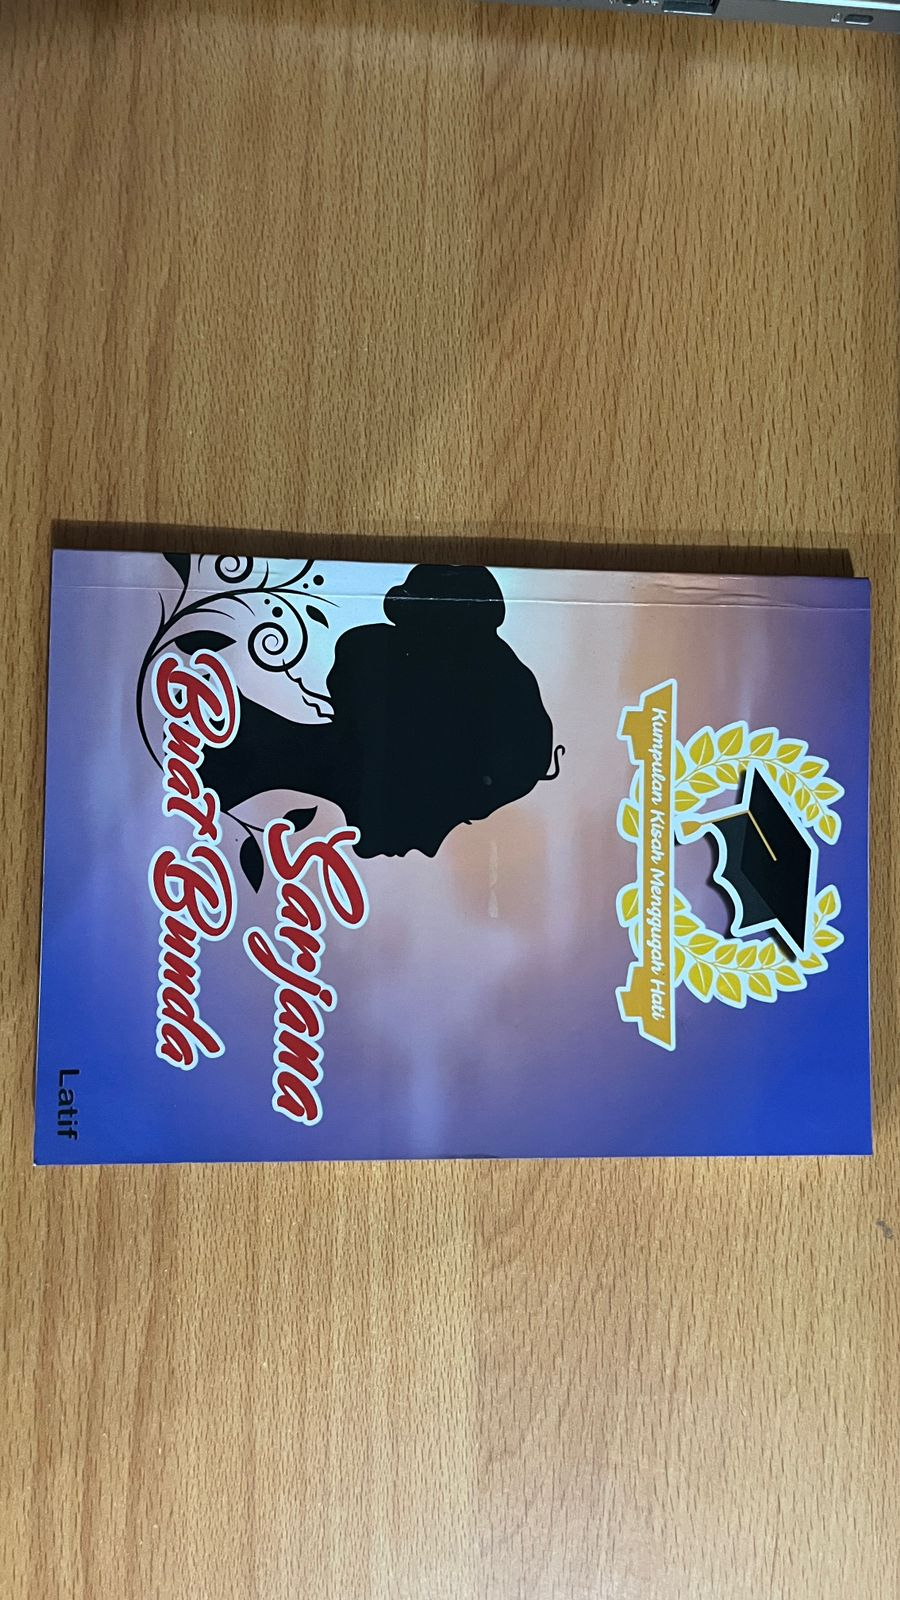 Kumpulan Kisah Menggugah Hati
Sarjana
Buat Bunda
Latif